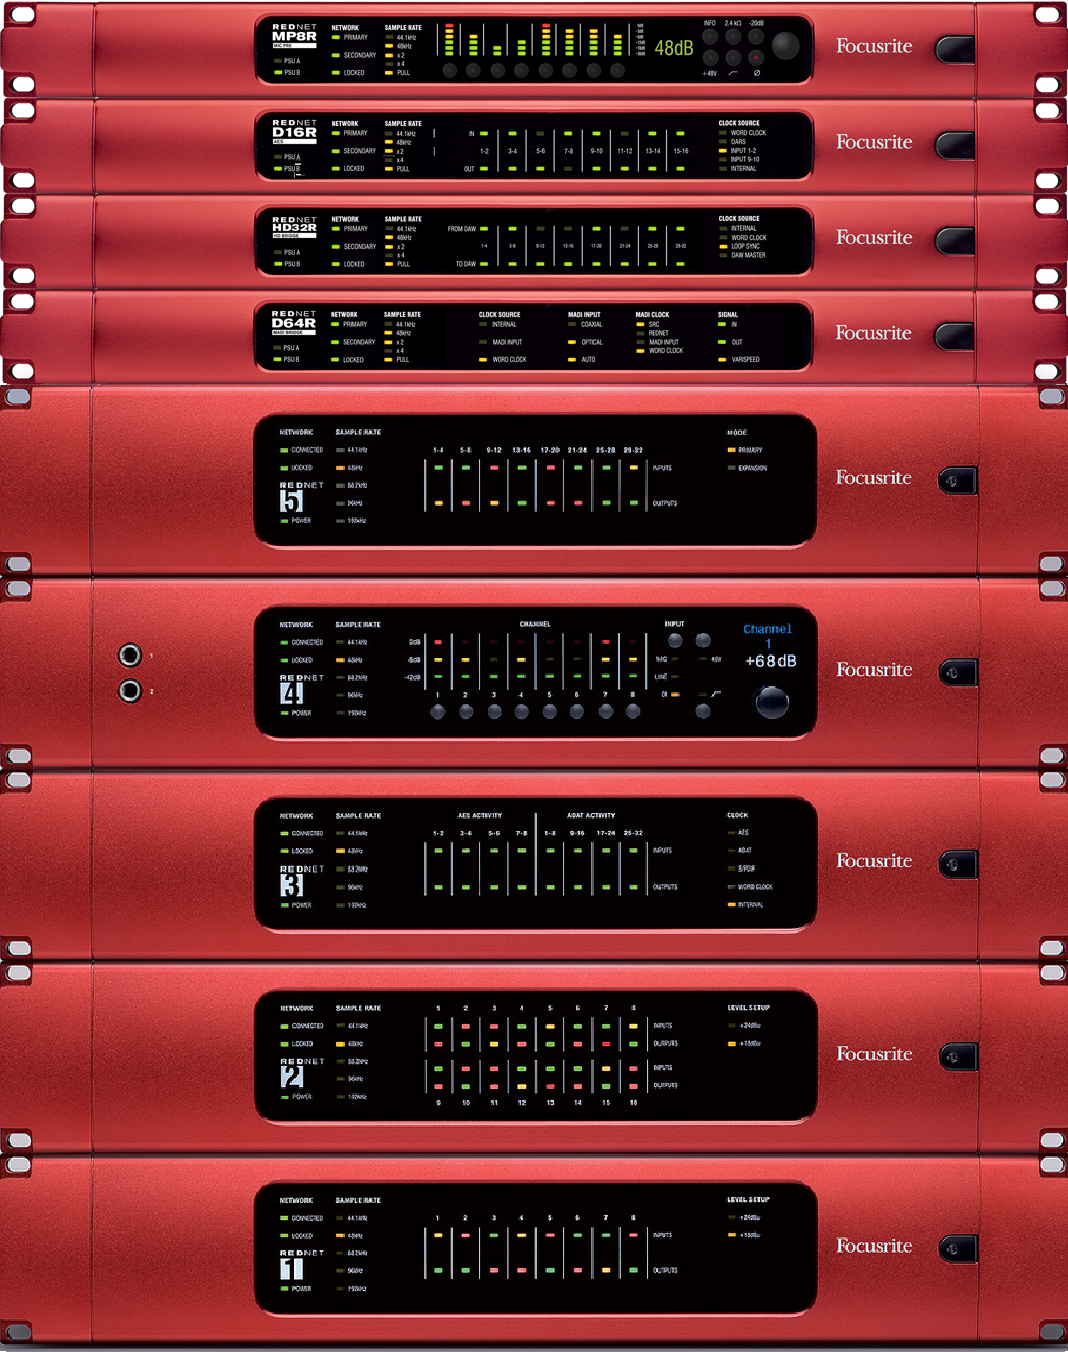 REDNET NETWORK SAMPLE RATE INFO 2.4 kΩ -20dB
MP8R PRIMARY 44.1kHz
MIC PRE 48kHz 48dB Focusrite
PSU A SECONDARY x 2
x 4
PSU B LOCKED PULL +48V Ø
REDNET NETWORK SAMPLE RATE CLOCK SOURCE
D16R PRIMARY 44.1kHz IN WORD CLOCK
AES 48kHz DARS Focusrite
SECONDARY x 2 1-2 3-4 5-6 7-8 9-10 11-12 13-14 15-16 INPUT 1-2
PSU A x 4 INPUT 9-10
PSU B LOCKED PULL OUT INTERNAL
REDNET NETWORK SAMPLE RATE CLOCK SOURCE
HD32R PRIMARY 44.1kHz FROM DAW INTERNAL
HD BRIDGE 48kHz WORD CLOCK Focusrite
SECONDARY x 2 1-4 5-8 9-12 13-16 17-20 21-24 25-28 29-32 LOOP SYNC
PSU A x 4 DAW MASTER
PSU B LOCKED PULL TO DAW
REDNET NETWORK SAMPLE RATE CLOCK SOURCE MADI INPUT MADI CLOCK SIGNAL
D64R PRIMARY 44.1kHz INTERNAL COAXIAL SRC IN
MADI BRIDGE 48kHz REDNET Focusrite
SECONDARY x 2 MADI INPUT OPTICAL MADI INPUT OUT
PSU A x 4 WORD CLOCK
PSU B LOCKED PULL WORD CLOCK AUTO VARISPEED
NETWORK SAMPLE RATE MODE
CONNECTED 44.1kHz 1-4 5-8 9-12 13-16 17-20 21-24 25-28 29-32 PRIMARY
LOCKED 48kHz INPUTS EXPANSION
REDNET 88.2kHz Focusrite
5 96kHz OUTPUTS
POWER 192kHz
NETWORK SAMPLE RATE CHANNEL INPUT Channel
CONNECTED 44.1kHz 0dB 1
1 LOCKED 48kHz -6dB MIC 48V +68dB
REDNET 88.2kHz -42dB LINE Focusrite
2 4 96kHz 1 2 3 4 5 6 7 8
POWER 192kHz
NETWORK SAMPLE RATE AES ACTIVITY ADAT ACTIVITY CLOCK
CONNECTED 44.1kHz 1-2 3-4 5-6 7-8 1-8 9-16 17-24 25-32 AES
LOCKED 48kHz INPUTS ADAT
REDNET 88.2kHz S/PDIF Focusrite
3 96kHz OUTPUTS WORD CLOCK
POWER 192kHz INTERNAL
NETWORK SAMPLE RATE 1 2 3 4 5 6 7 8 LEVEL SETUP
CONNECTED 44.1kHz INPUTS +24dBu
LOCKED 48kHz OUTPUTS +18dBu
REDNET 88.2kHz Focusrite
2 96kHz INPUTS
POWER 192kHz OUTPUTS
9 10 11 12 13 14 15 16
NETWORK SAMPLE RATE LEVEL SETUP
CONNECTED 44.1kHz 1 2 3 4 5 6 7 8 +24dBu
LOCKED 48kHz INPUTS +18dBu
REDNET 88.2kHz Focusrite
1 96kHz OUTPUTS
POWER 192kHz